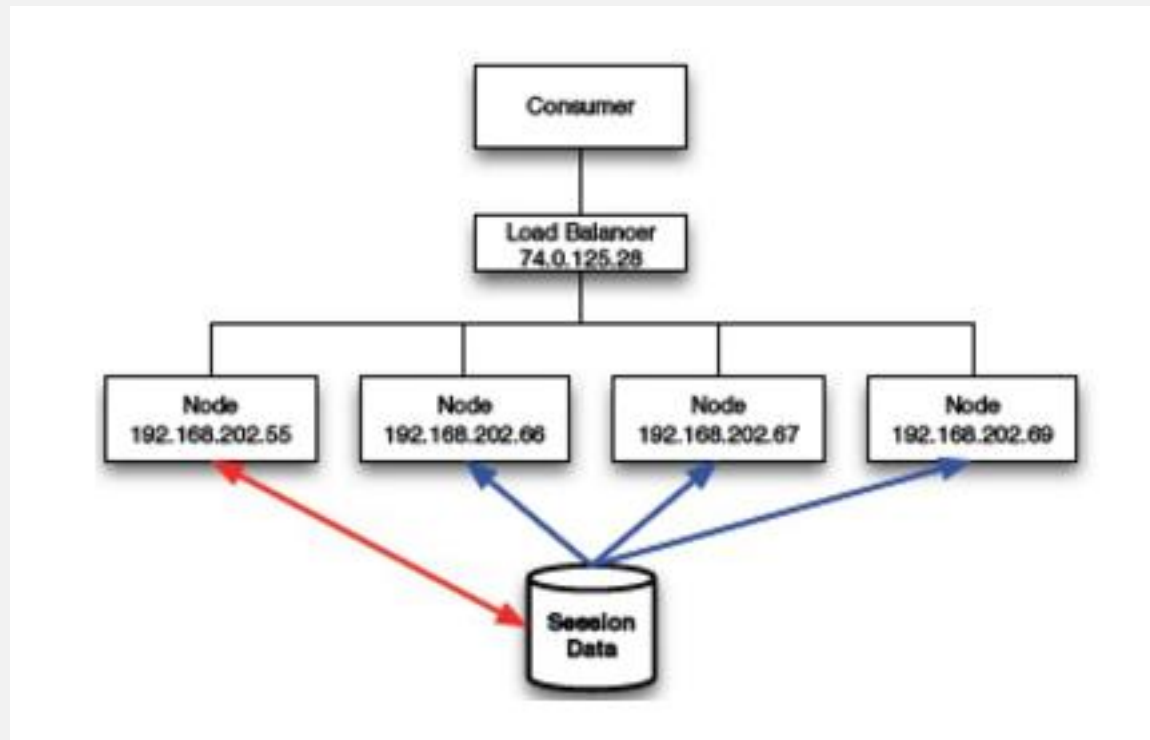 Consumer
Load Balancer
74.0.125.28
Node
192.168.202.55
Node
192.168.202.66
Node
192.168.202.67
Node
192.168.202.69
Session
Data